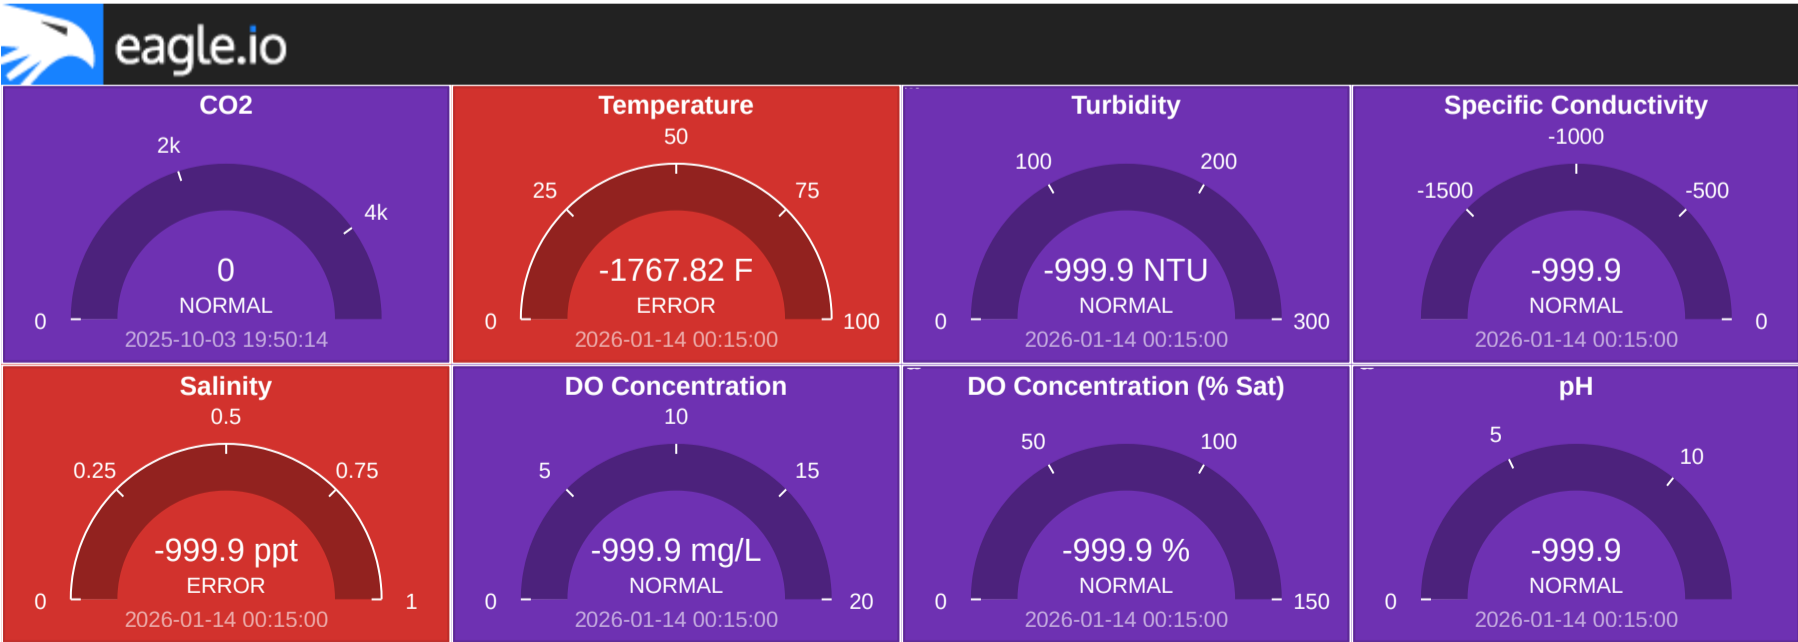 eagle.io
CO2
2k
4k
0
0
NORMAL
2025-10-03 19:50:14
Temperature
50
25
75
-1767.82 F
ERROR
0
100
2026-01-14 00:15:00
Turbidity
100
200
-999.9 NTU
NORMAL
0
300
2026-01-14 00:15:00
Specific Conductivity
-1000
-1500
-500
-999.9
NORMAL
0
2026-01-14 00:15:00
Salinity
0.5
0.25
0.75
-999.9 ppt
ERROR
0
1
2026-01-14 00:15:00
DO Concentration
10
5
15
-999.9 mg/L
NORMAL
0
20
2026-01-14 00:15:00
DO Concentration (% Sat)
50
100
-999.9 %
NORMAL
0
150
2026-01-14 00:15:00
pH
5
10
-999.9
NORMAL
0
2026-01-14 00:15:00